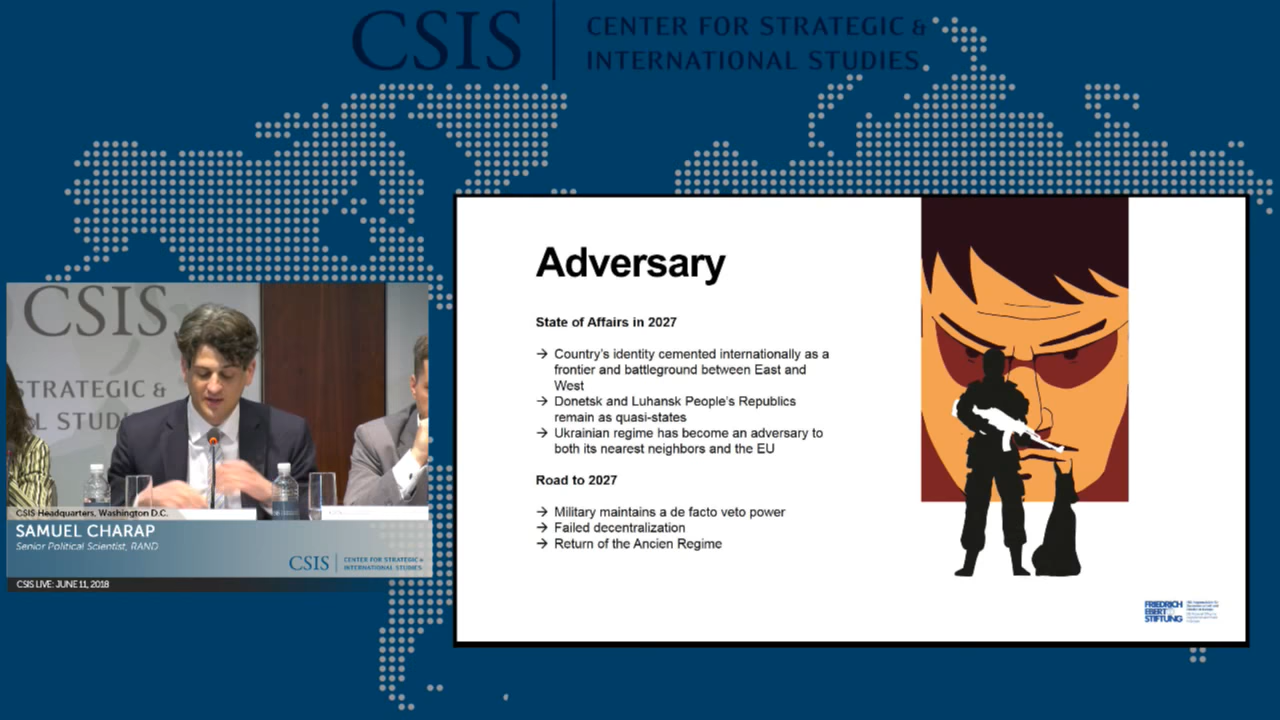 CSIS
CENTER FOR STRATEGIC &
INTERNATIONAL STUDIES
CSIS
STRATEGIC &
L STUD
CSIS Headquarters, Washington D.C.
SAMUEL CHARAP
Senior Political Scientist, RAND
CSIS
CENTER FOR STRATEGIC &
INTERNATIONAL STUDIES
CSIS LIVE: JUNE 11, 2018
Adversary
State of Affairs in 2027
→ Country's identity cemented internationally as a
frontier and battleground between East and
West
→ Donetsk and Luhansk People's Republics
remain as quasi-states
→ Ukrainian regime has become an adversary to
both its nearest neighbors and the EU
Road to 2027
→ Military maintains a de facto veto power
→ Failed decentralization
→ Return of the Ancien Regime
FRIEDRICH
EBERT
STIFTUNG